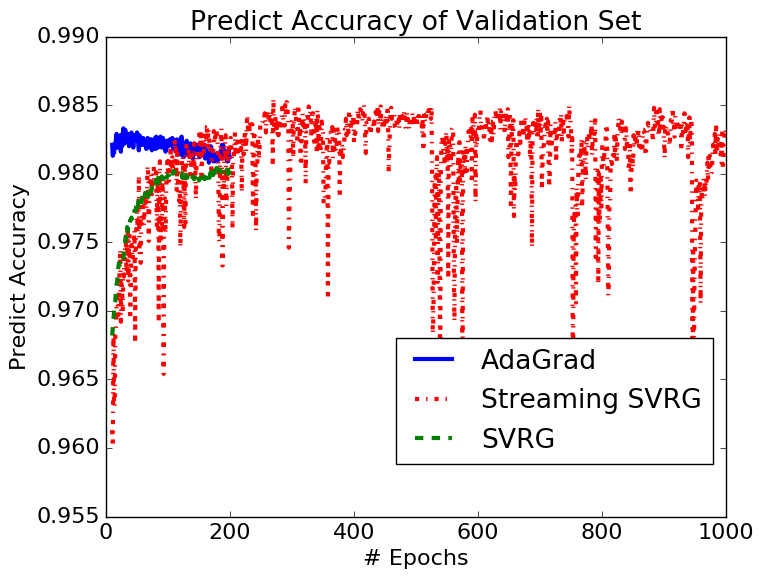 Predict Accuracy of Validation Set
0.990
0.985
0.980
0.975
0.970
0.965
0.960
0.955
Predict Accuracy
AdaGrad
Streaming SVRG
SVRG
0 200 400 600 800 1000
# Epochs